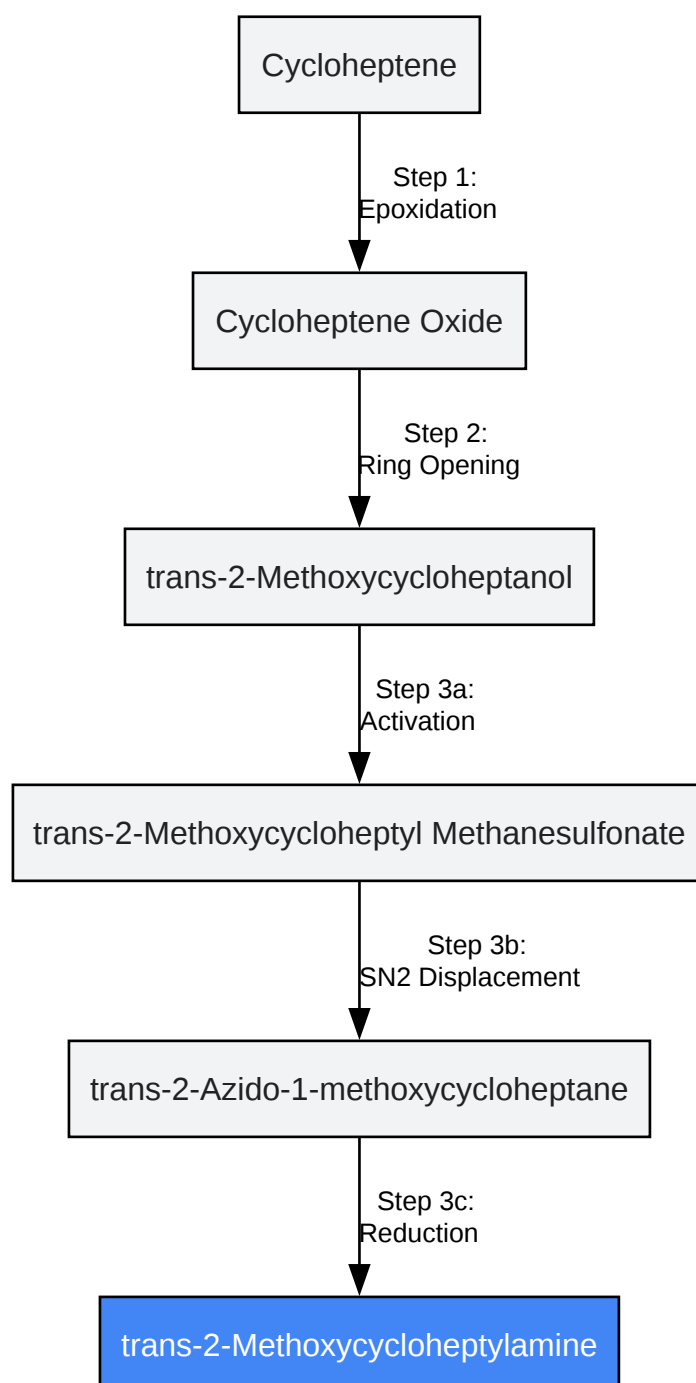 Cycloheptene
Step 1:
Epoxidation
Cycloheptene Oxide
Step 2:
Ring Opening
trans-2-Methoxycycloheptanol
Step 3a:
Activation
trans-2-Methoxycycloheptyl Methanesulfonate
Step 3b:
SN2 Displacement
trans-2-Azido-1-methoxycycloheptane
Step 3c:
Reduction
trans-2-Methoxycycloheptylamine